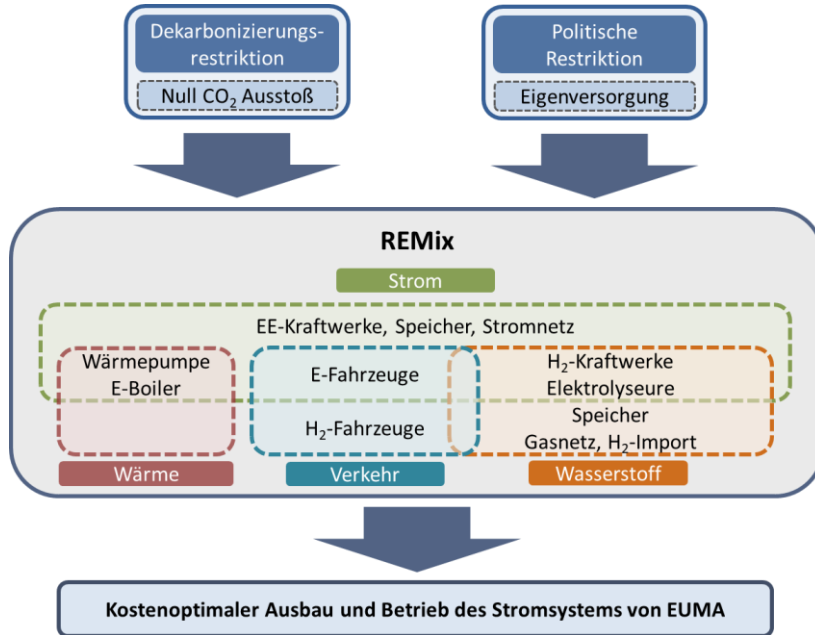 Dekarbonizierungs-
restriktion
Null CO₂ Ausstoß
Politische
Restriktion
Eigenversorgung
REMix
Strom
EE-Kraftwerke, Speicher, Stromnetz
Wärmepumpe
E-Boiler
E-Fahrzeuge
H₂-Fahrzeuge
H₂-Kraftwerke
Elektrolyseure
Speicher
Gasnetz, H₂-Import
Wärme
Verkehr
Wasserstoff
Kostenoptimaler Ausbau und Betrieb des Stromsystems von EUMA